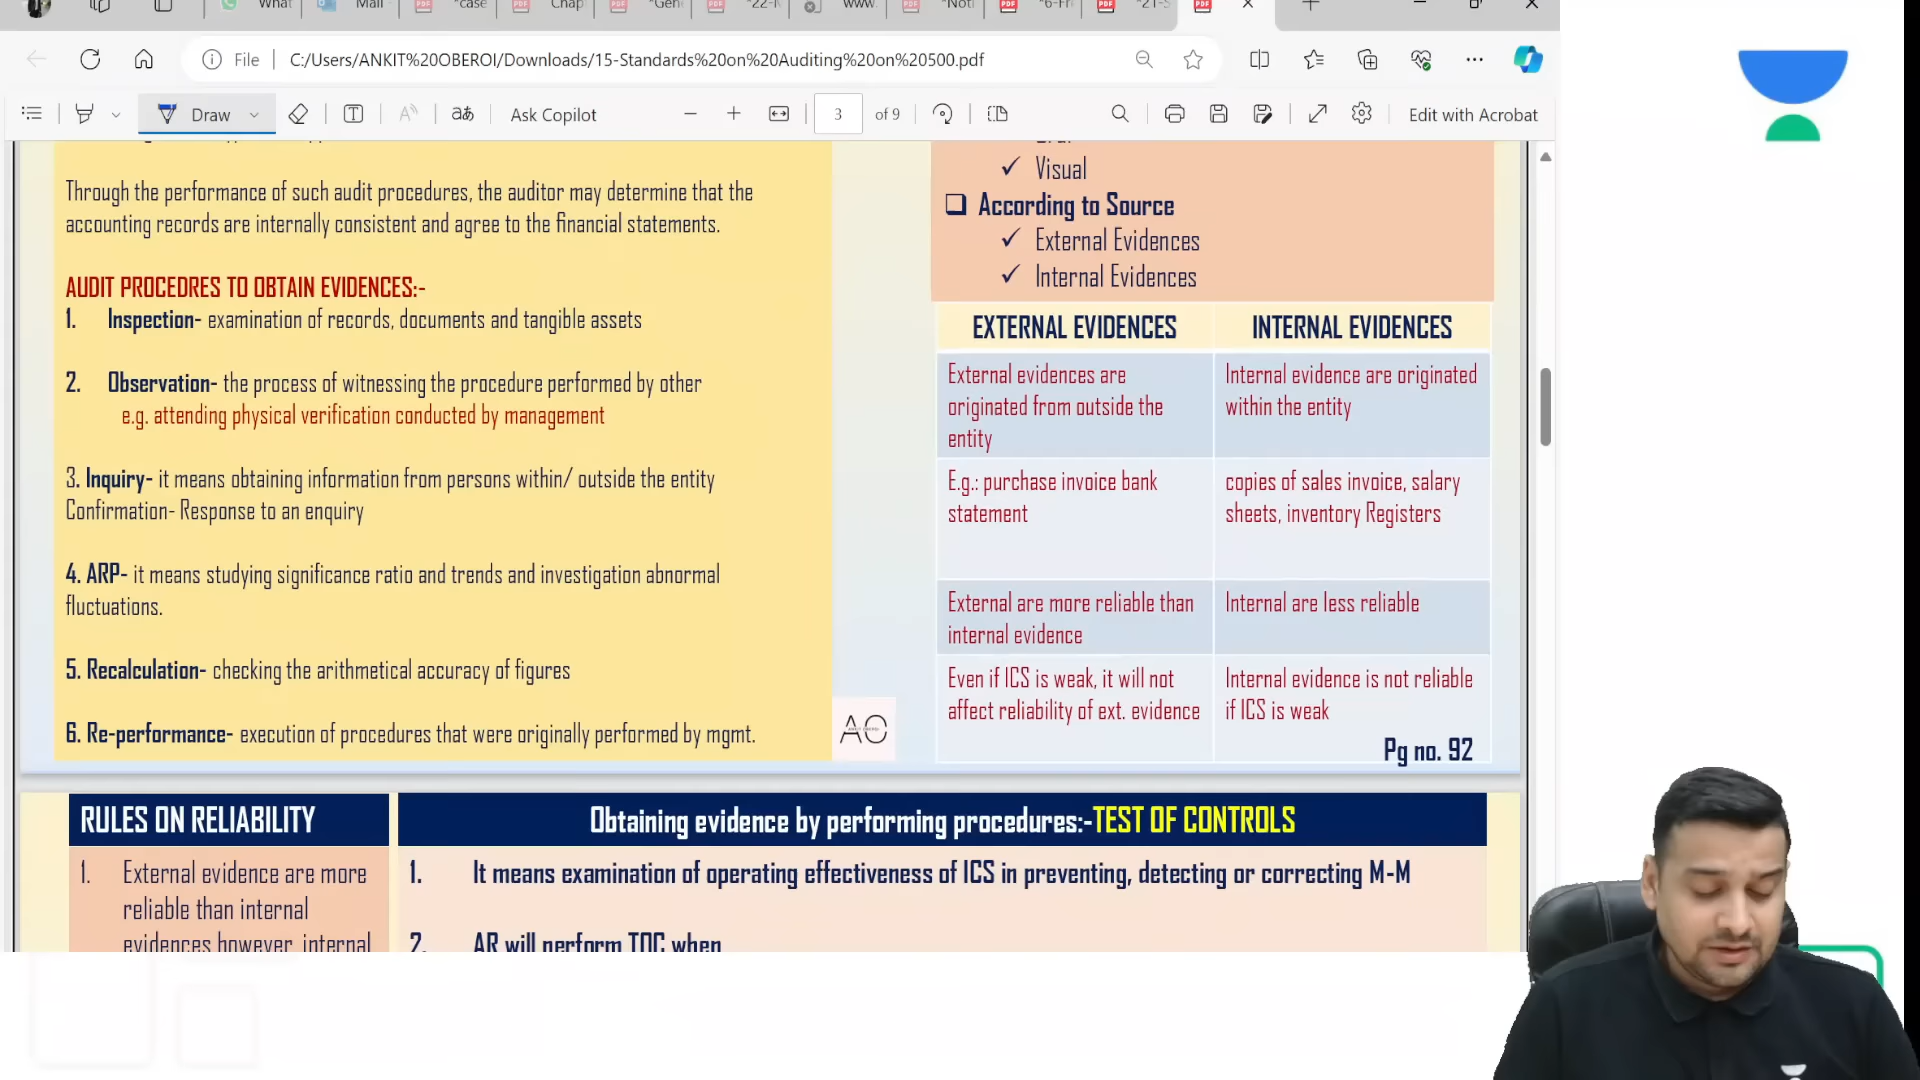 What
Mail
"case
Chap
"Gene
www.
"Noti
File
C:/Users/ANKIT%20OBEROI/Downloads/15-Standards%20on%20Auditing%20on%20500.pdf
Draw
Ask Copilot
3
of 9
Edit with Acrobat
Through the performance of such audit procedures, the auditor may determine that the
accounting records are internally consistent and agree to the financial statements.
AUDIT PROCEDRES TO OBTAIN EVIDENCES:-
1. Inspection- examination of records, documents and tangible assets
2. Observation- the process of witnessing the procedure performed by other
e.g. attending physical verification conducted by management
3. Inquiry- it means obtaining information from persons within/ outside the entity
Confirmation- Response to an enquiry
4. ARP- it means studying significance ratio and trends and investigation abnormal
fluctuations.
5. Recalculation- checking the arithmetical accuracy of figures
6. Re-performance- execution of procedures that were originally performed by mgmt.
AO
Visual
According to Source
External Evidences
Internal Evidences
EXTERNAL EVIDENCES
INTERNAL EVIDENCES
External evidences are
originated from outside the
entity
Internal evidence are originated
within the entity
E.g.: purchase invoice bank
statement
copies of sales invoice, salary
sheets, inventory Registers
External are more reliable than
internal evidence
Internal are less reliable
Even if ICS is weak, it will not
affect reliability of ext. evidence
Internal evidence is not reliable
if ICS is weak
Pg no. 92
RULES ON RELIABILITY
1. External evidence are more
reliable than internal
evidences however, internal
Obtaining evidence by performing procedures:-TEST OF CONTROLS
1. It means examination of operating effectiveness of ICS in preventing, detecting or correcting M-M
2. AR will perform TOC when